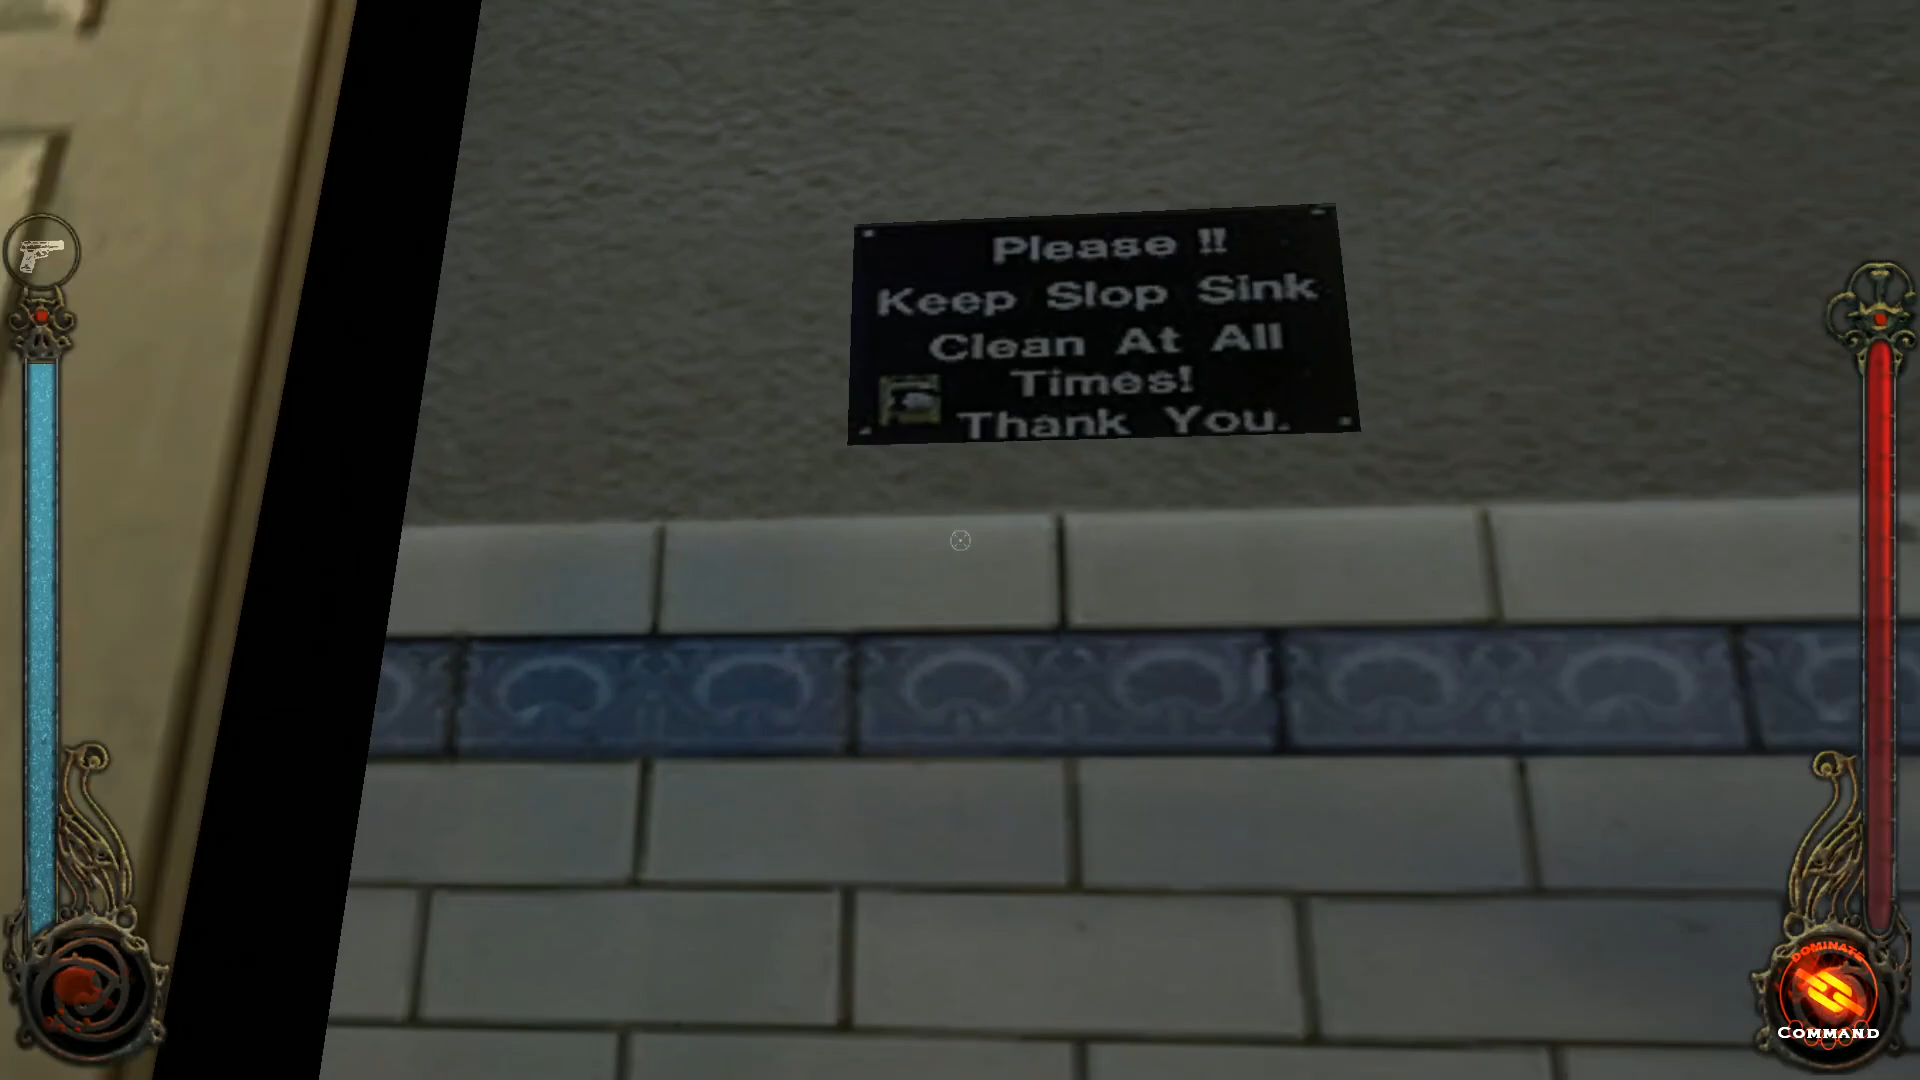 Please !!
Keep Slop Sink
Clean At All
Times!
Thank You.
DOMINATE
COMMAND